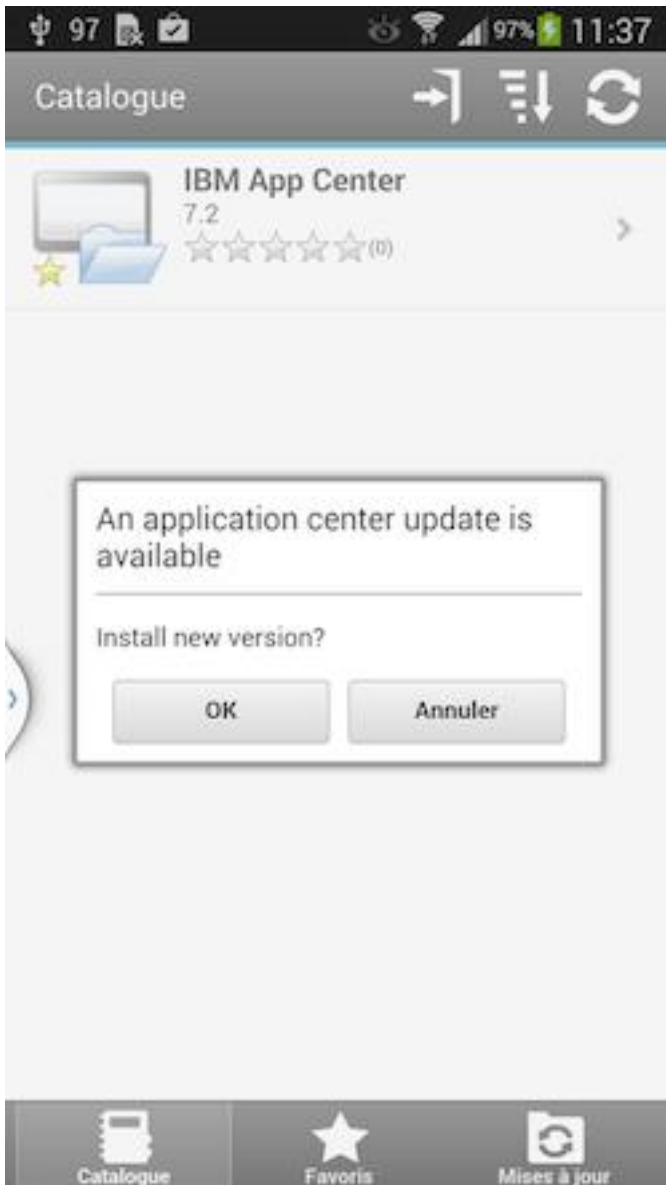 97 97% 11:37
Catalogue
IBM App Center
7.2
(0)
An application center update is
available
Install new version?
OK Annuler
Catalogue Favoris Mises à jour